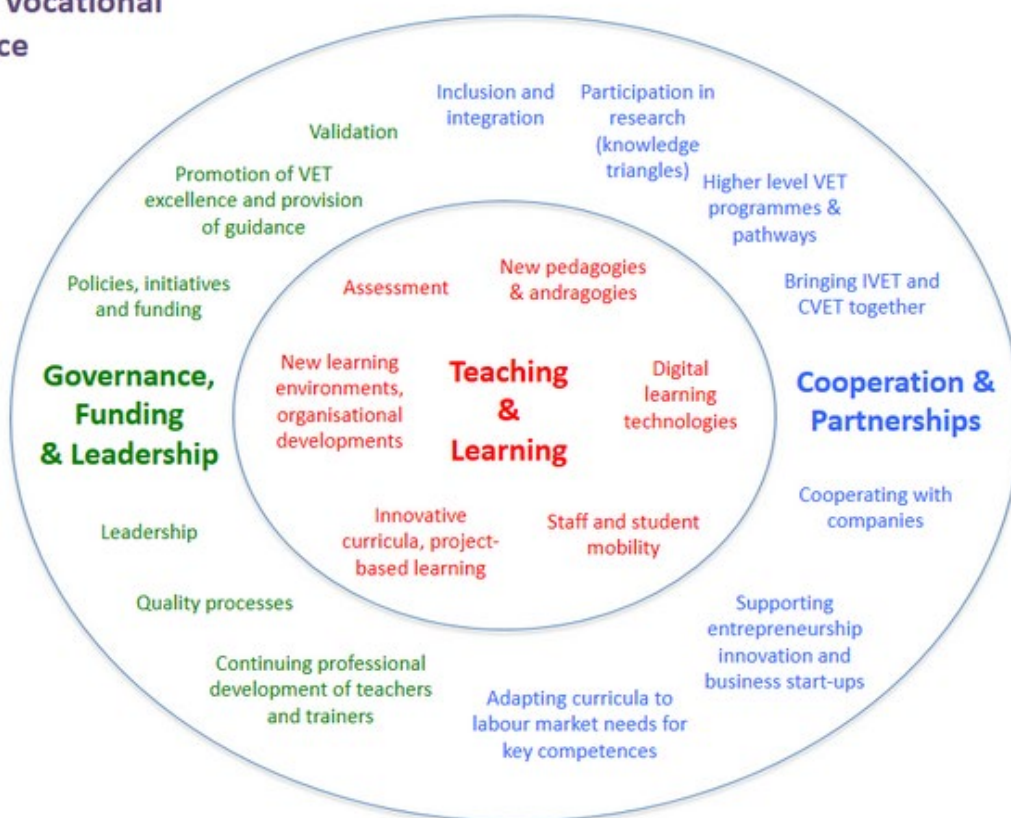 vocational
ce
Inclusion and
integration
Participation in
research
(knowledge
triangles)
Validation
Promotion of VET
excellence and provision
of guidance
Higher level VET
programmes &
pathways
Policies, initiatives
and funding
Assessment
New pedagogies
& andragogies
Bringing IVET and
CVET together
Governance,
Funding
& Leadership
New learning
environments,
organisational
developments
Teaching
&
Learning
Digital
learning
technologies
Cooperation &
Partnerships
Leadership
Innovative
curricula, project-
based learning
Staff and student
mobility
Cooperating with
companies
Quality processes
Supporting
entrepreneurship
innovation and
business start-ups
Continuing professional
development of teachers
and trainers
Adapting curricula to
labour market needs for
key competences